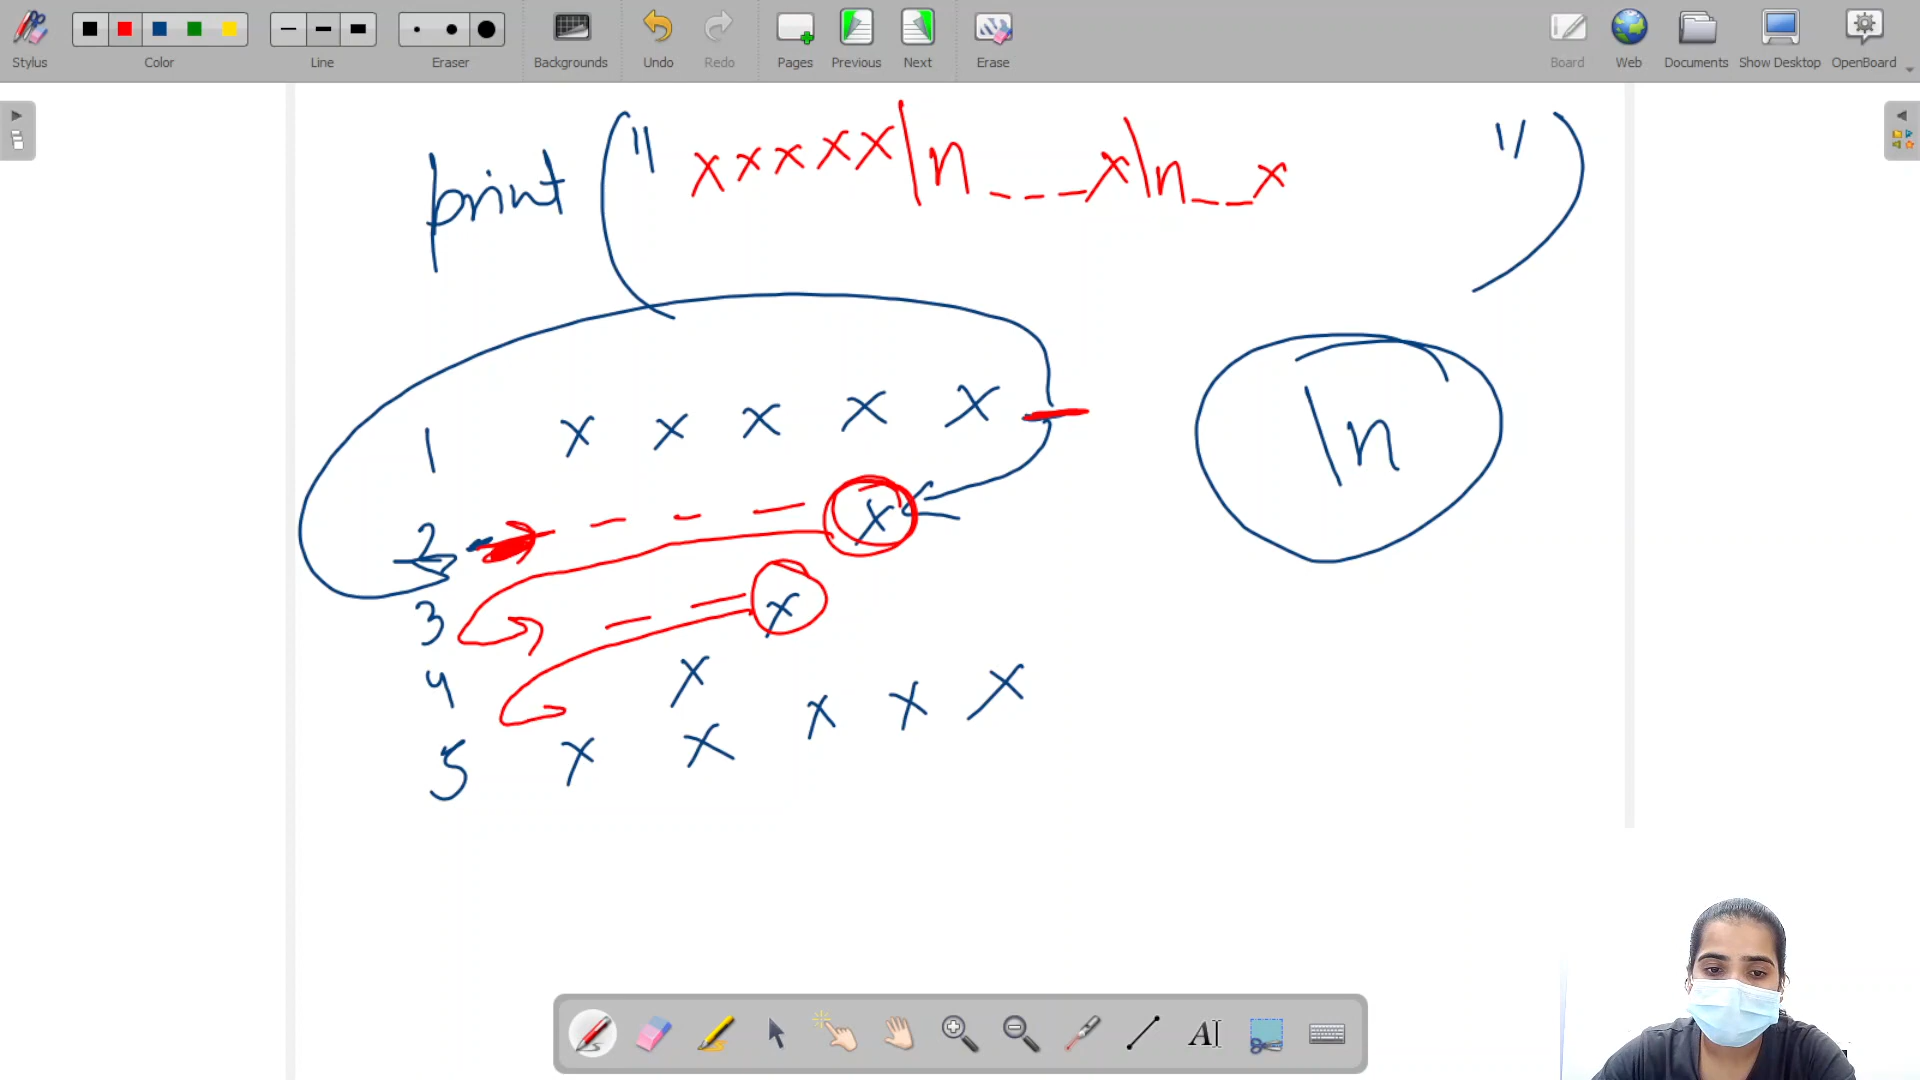 Stylus Color Line Eraser Backgrounds Undo Redo Pages Previous Next Erase Board Web Documents Show Desktop OpenBoard
print ("xxxxx\n___x\n__x ")
1 x x x x x
\n
2 _ _ _ x
3 _ _ x
4 x
5 x x x x x